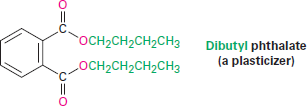 O
C
OCH₂CH₂CH₂CH₃
Dibutyl phthalate
(a plasticizer)
OCH₂CH₂CH₂CH₃
C
O